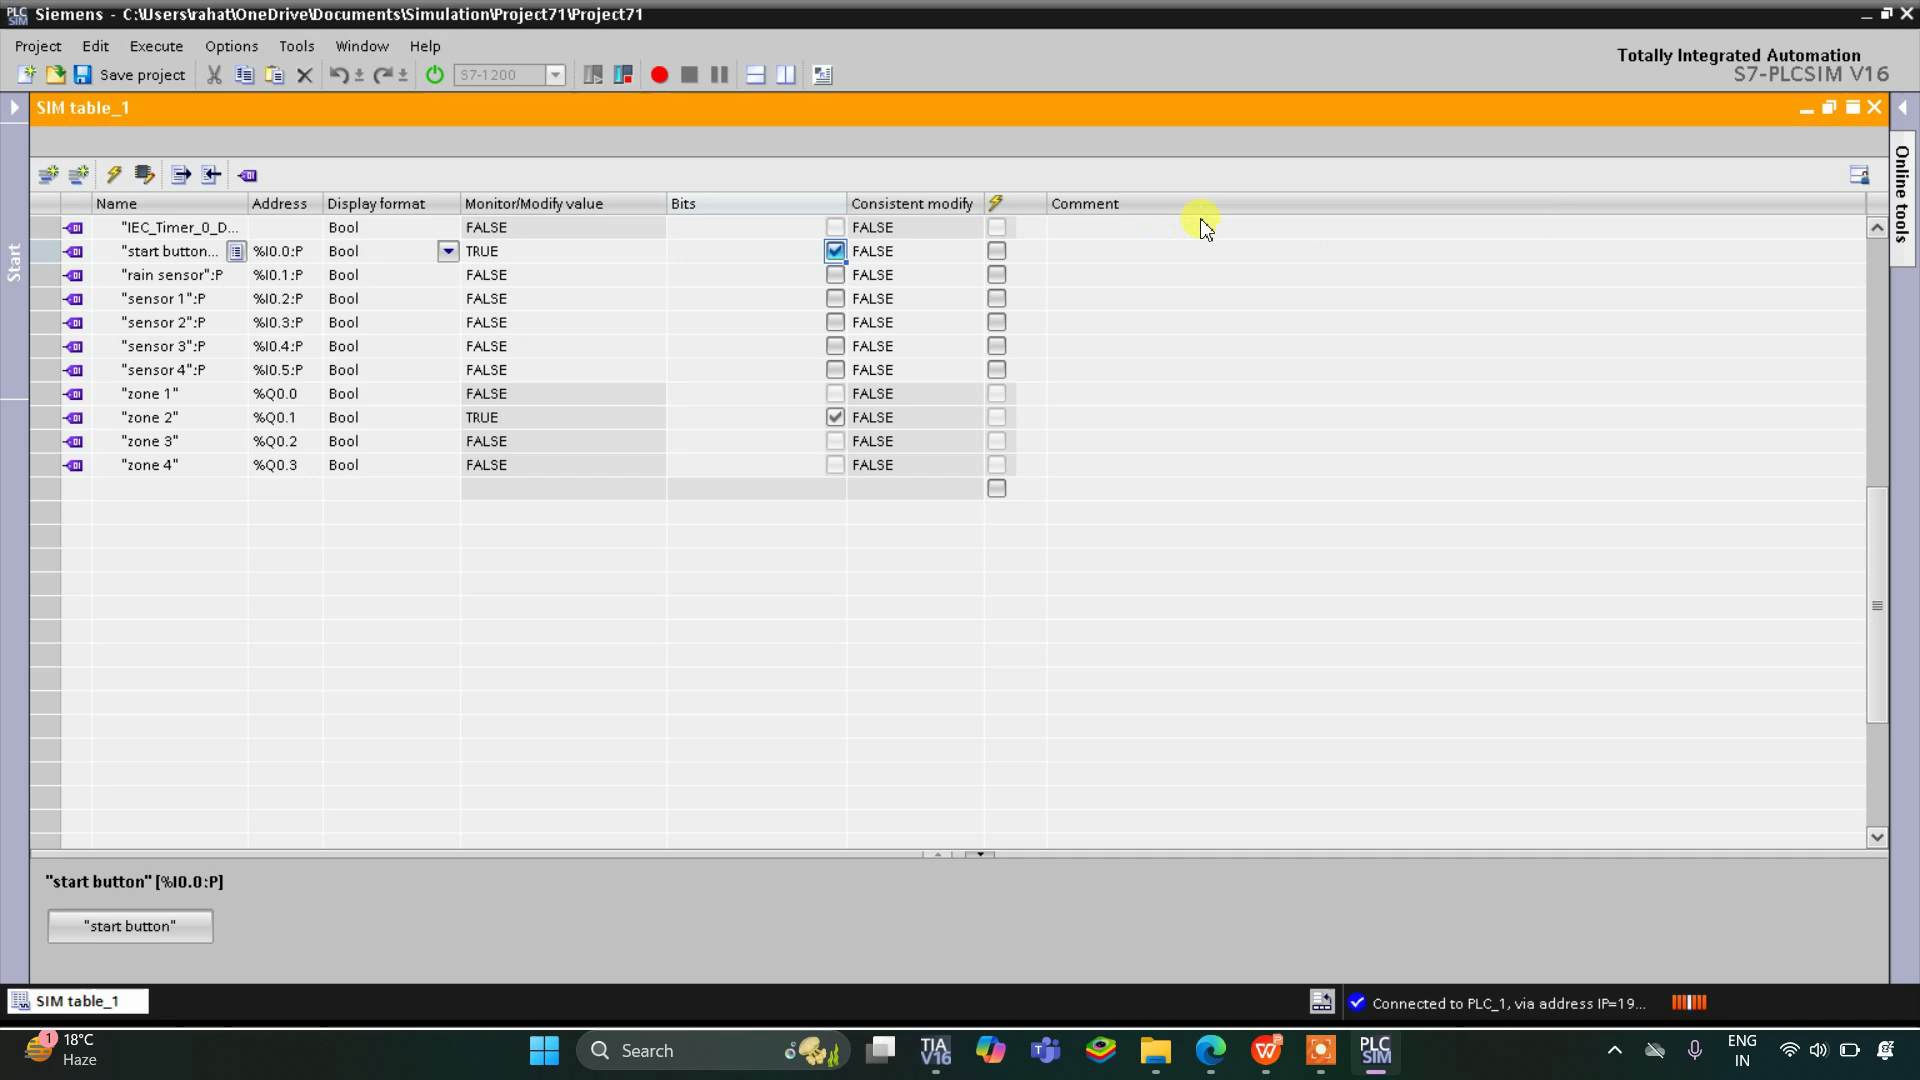 PLC SIM Siemens - C:\Users\rahat\OneDrive\Documents\Simulation\Project71\Project71
Project Edit Execute Options Tools Window Help
Totally Integrated Automation
S7-PLCSIM V16
Save project S7-1200
SIM table_1
Start
Online tools
Name Address Display format Monitor/Modify value Bits Consistent modify Comment
"IEC_Timer_0_D... Bool FALSE FALSE
"start button... %I0.0:P Bool TRUE FALSE
"rain sensor":P %I0.1:P Bool FALSE FALSE
"sensor 1":P %I0.2:P Bool FALSE FALSE
"sensor 2":P %I0.3:P Bool FALSE FALSE
"sensor 3":P %I0.4:P Bool FALSE FALSE
"sensor 4":P %I0.5:P Bool FALSE FALSE
"zone 1" %Q0.0 Bool FALSE FALSE
"zone 2" %Q0.1 Bool TRUE FALSE
"zone 3" %Q0.2 Bool FALSE FALSE
"zone 4" %Q0.3 Bool FALSE FALSE
"start button" [%I0.0:P]
"start button"
SIM table_1
Connected to PLC_1, via address IP=19...
1
18°C
Haze
Search
TIA V16
PLC SIM
ENG
IN